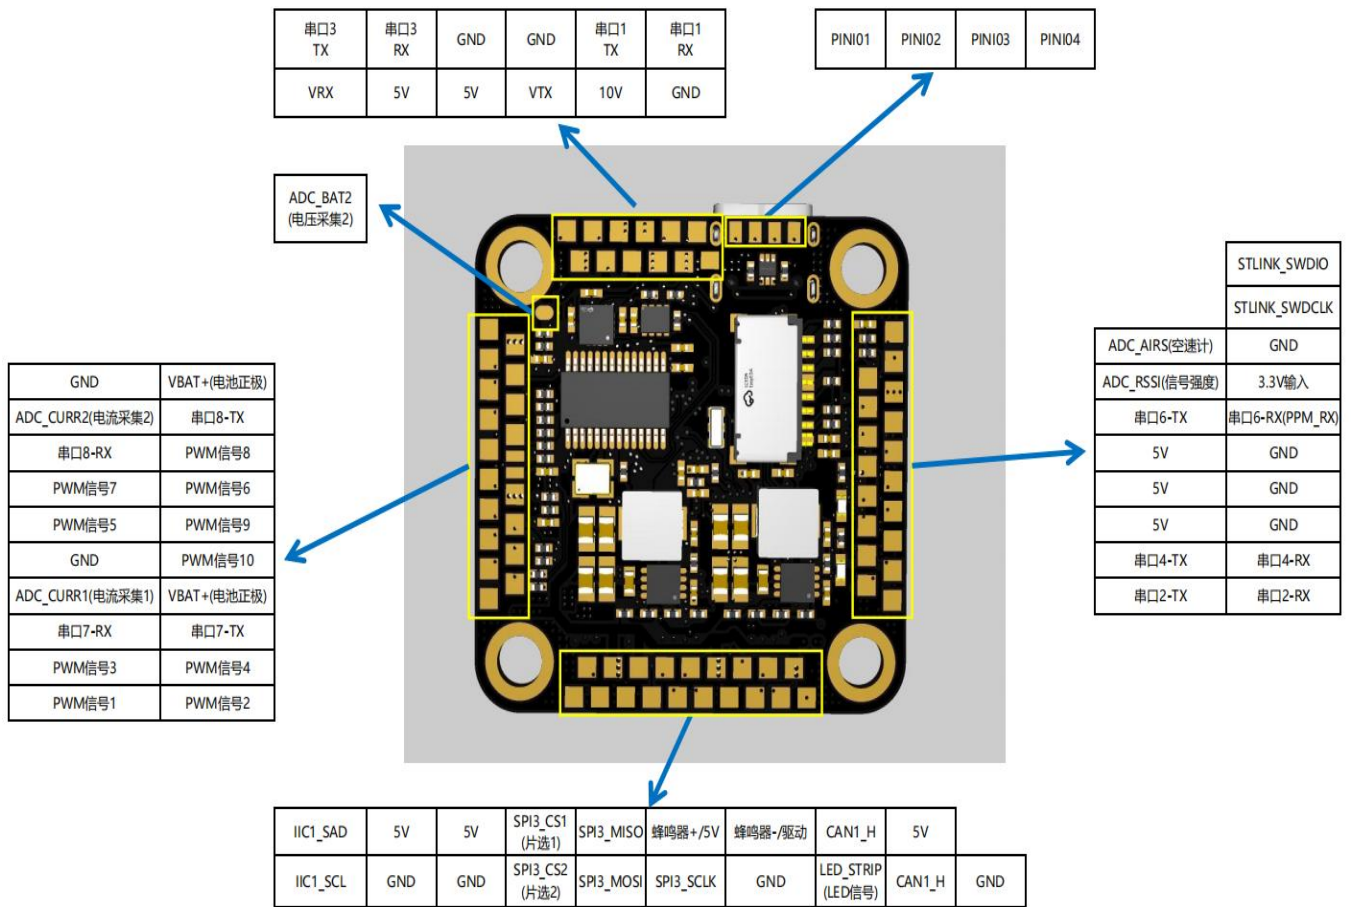 串口3 TX 串口3 RX GND GND 串口1 TX 串口1 RX
VRX 5V 5V VTX 10V GND
PINI01 PINI02 PINI03 PINI04
ADC_BAT2
(电压采集2)
GND VBAT+(电池正极)
ADC_CURR2(电流采集2) 串口8-TX
串口8-RX PWM信号8
PWM信号7 PWM信号6
PWM信号5 PWM信号9
GND PWM信号10
ADC_CURR1(电流采集1) VBAT+(电池正极)
串口7-RX 串口7-TX
PWM信号3 PWM信号4
PWM信号1 PWM信号2
STLINK_SWDIO
STLINK_SWDCLK
ADC_AIRS(空速计) GND
ADC_RSSI(信号强度) 3.3V输入
串口6-TX 串口6-RX(PPM_RX)
5V GND
5V GND
5V GND
串口4-TX 串口4-RX
串口2-TX 串口2-RX
IIC1_SAD 5V 5V SPI3_CS1 (片选1) SPI3_MISO 蜂鸣器+/5V 蜂鸣器-/驱动 CAN1_H 5V
IIC1_SCL GND GND SPI3_CS2 (片选2) SPI3_MOSI SPI3_SCLK GND LED_STRIP (LED信号) CAN1_H GND